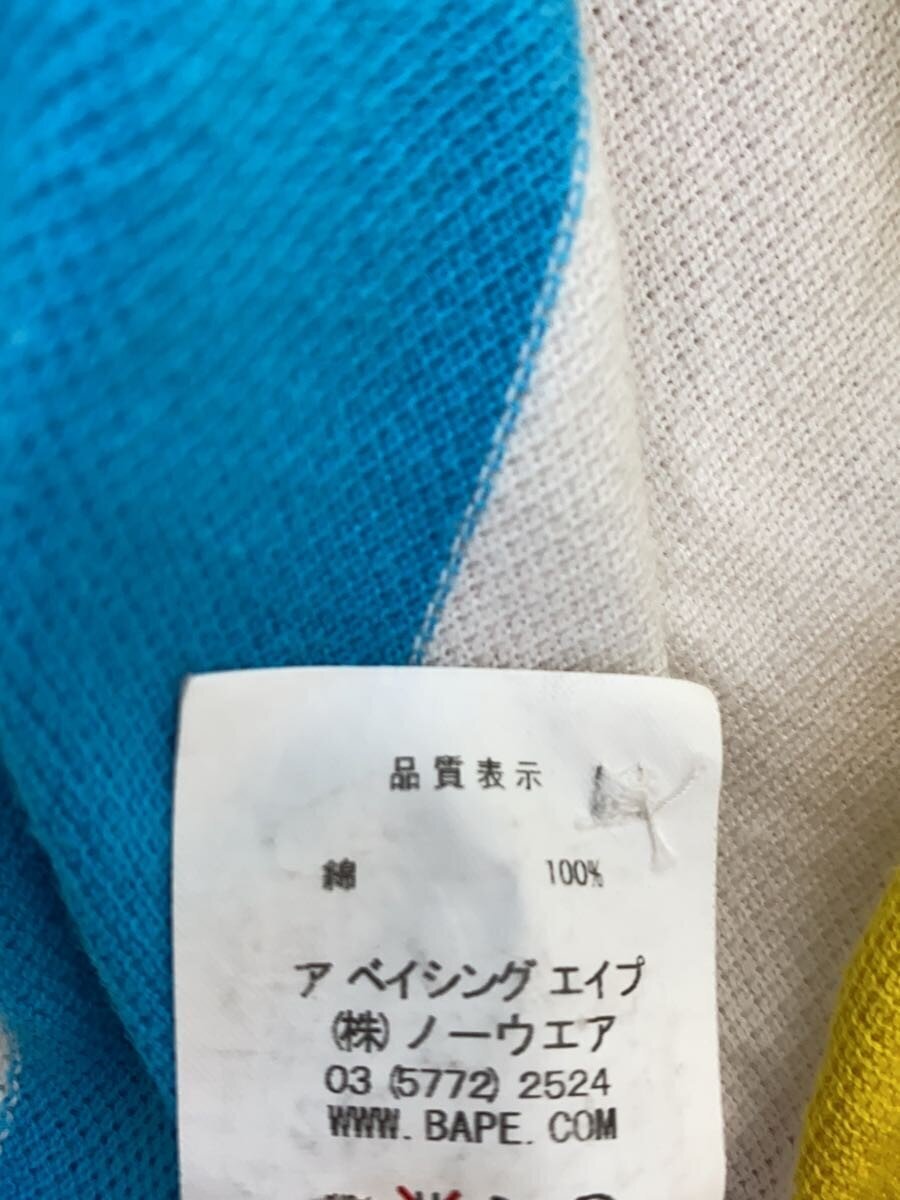 品質表示
綿 100%
ア ベイシング エイプ
(株) ノーウエア
03 (5772) 2524
WWW. BAPE. COM